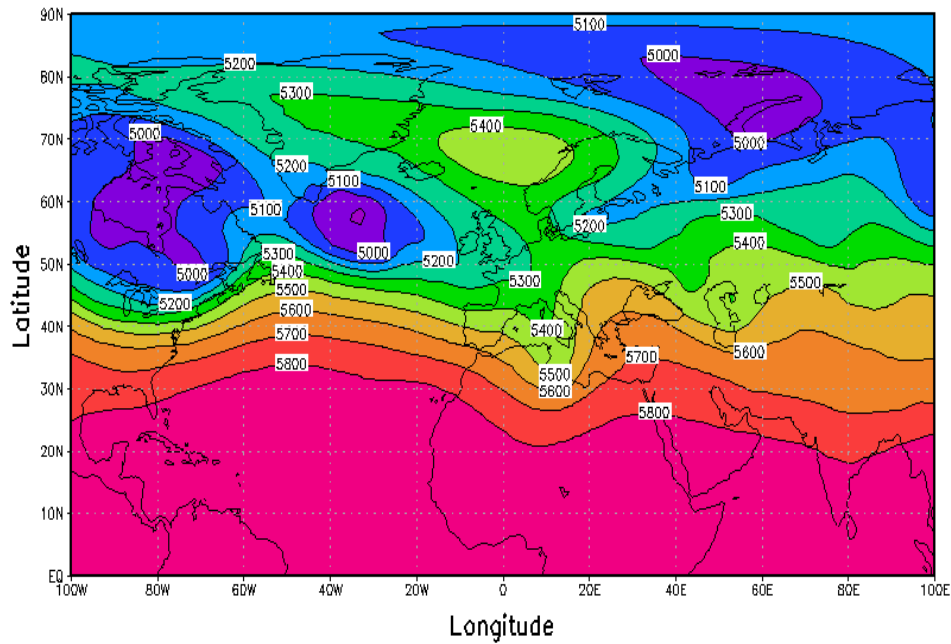 90N
5100
80N
5200
5000
5300
70N
5000
5400
5000
5200
5100
5100
60N
5100
5200
5300
5300
5400
50N
5000
5000
5200
5300
5400
5500
5200
5500
40N
5600
5400
5700
5600
5700
5800
5500
30N
5600
5800
20N
10N
EQ
100W
80W
60W
40W
20W
0
20E
40E
60E
80E
100E
Latitude
Longitude